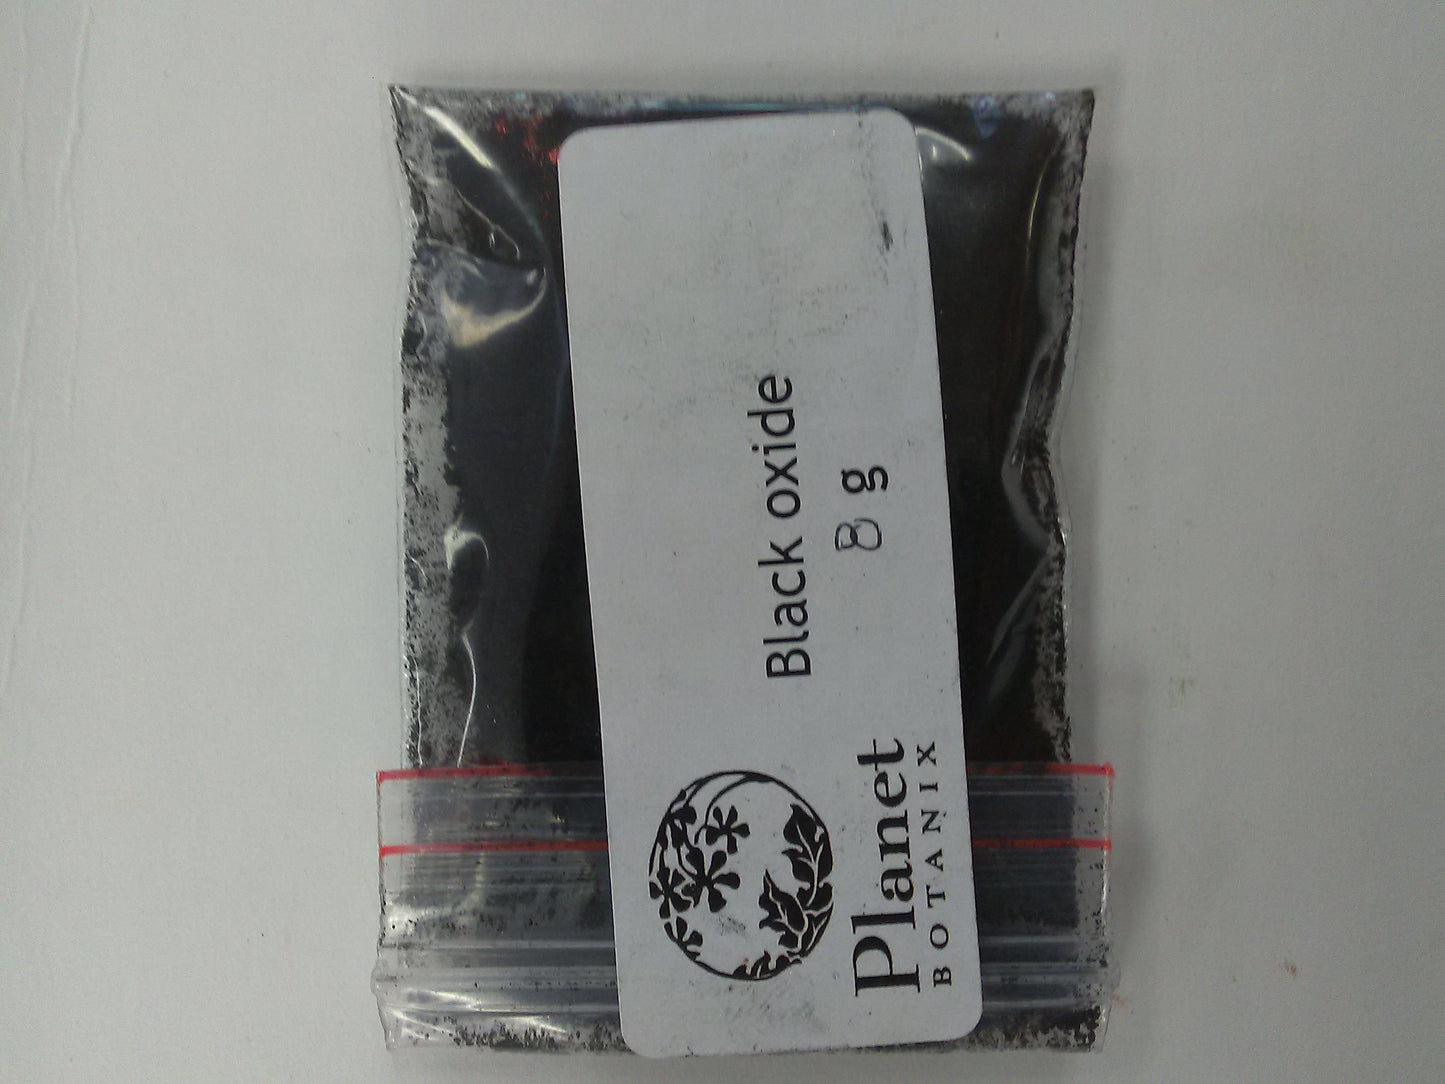 Black oxide
8 g
Planet
BOTANIX